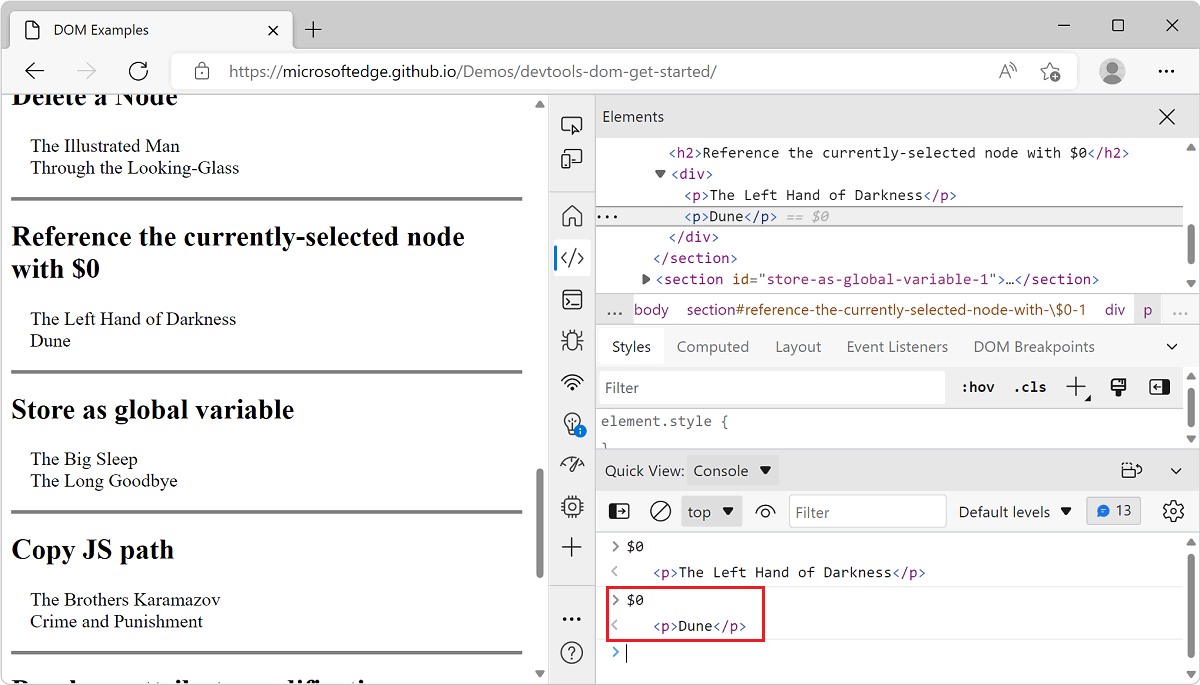 DOM Examples
https://microsoftedge.github.io/Demos/devtools-dom-get-started/
Delete a Node
The Illustrated Man
Through the Looking-Glass
Reference the currently-selected node
with $0
The Left Hand of Darkness
Dune
Store as global variable
The Big Sleep
The Long Goodbye
Copy JS path
The Brothers Karamazov
Crime and Punishment
Elements
<h2>Reference the currently-selected node with $0</h2>
<div>
<p>The Left Hand of Darkness</p>
<p>Dune</p> == $0
</div>
</section>
<section id="store-as-global-variable-1">…</section>
... body section#reference-the-currently-selected-node-with-\$0-1 div p ...
Styles Computed Layout Event Listeners DOM Breakpoints
Filter :hov .cls
element.style {
}
Quick View: Console
top Filter Default levels 13
> $0
< <p>The Left Hand of Darkness</p>
> $0
< <p>Dune</p>
>